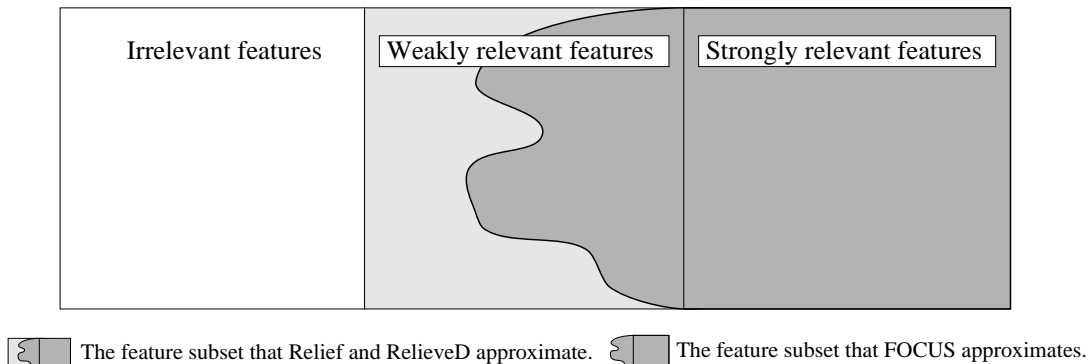 Irrelevant features
Weakly relevant features
Strongly relevant features
The feature subset that Relief and RelieveD approximate.
The feature subset that FOCUS approximates.